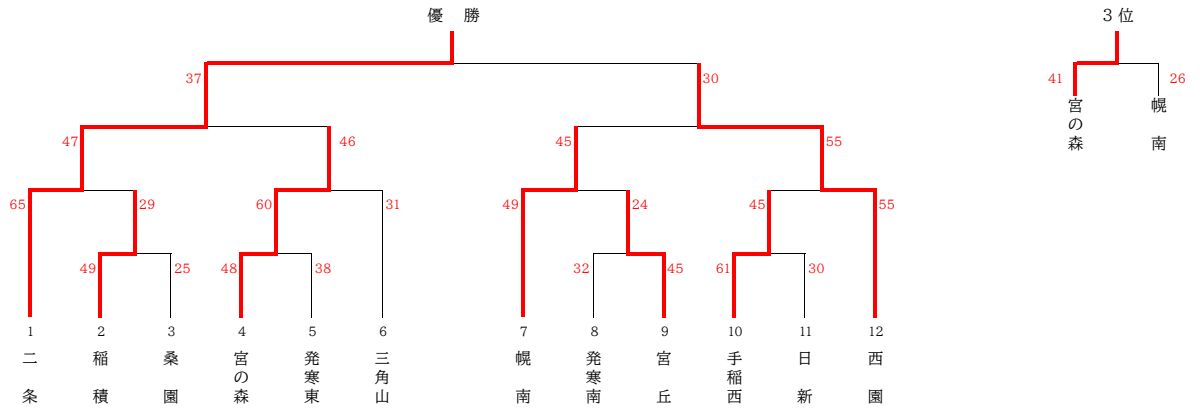 優 勝
3 位
37 30
41 26
宮の森 幌南
47 46 45 55
65 29 60 31 49 24 45 55
49 25 48 38 32 45 61 30
1 2 3 4 5 6 7 8 9 10 11 12
二条 稲積 桑園 宮の森 発寒東 三角山 幌南 発寒南 宮丘 手稲西 日新 西園